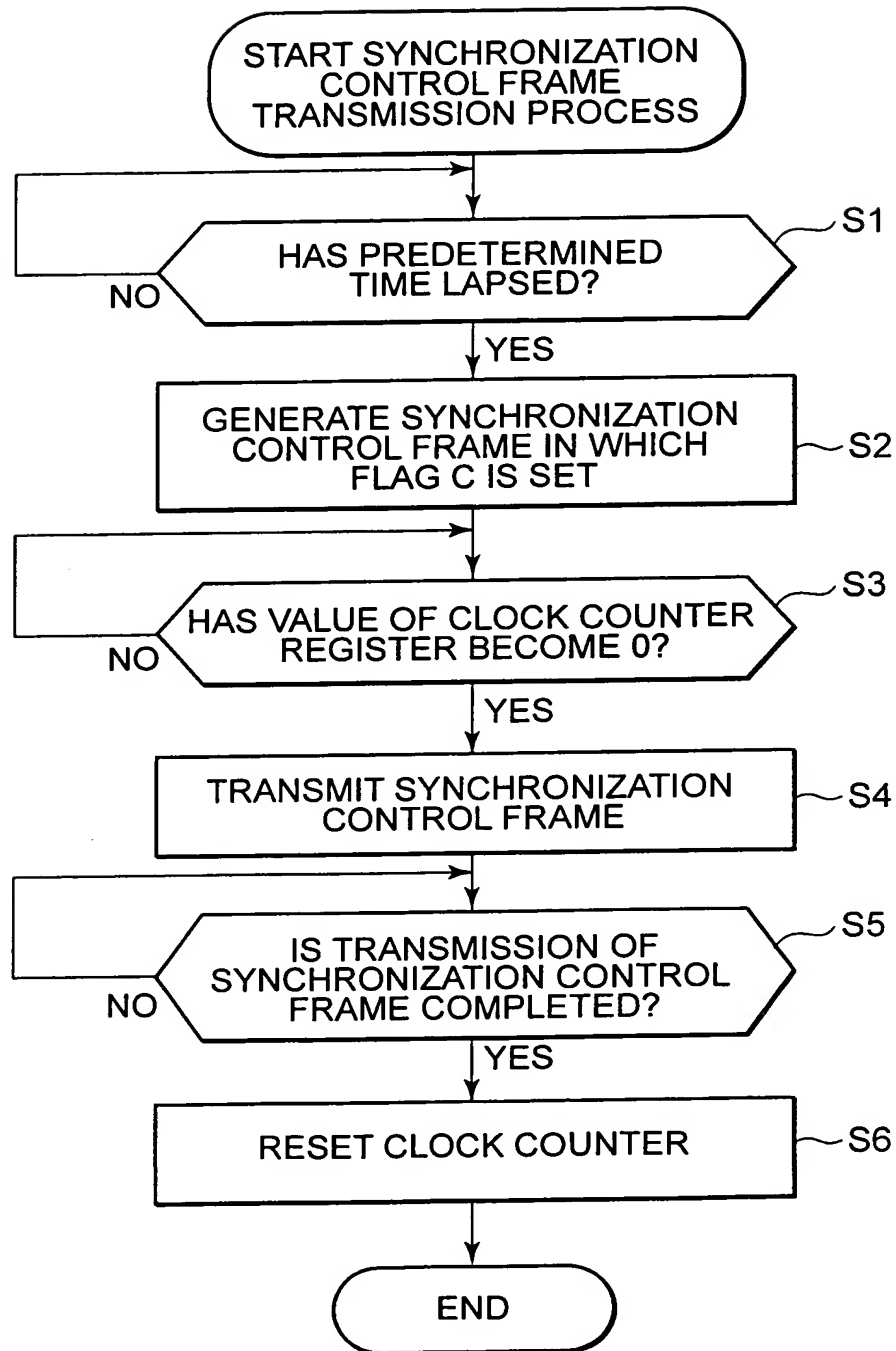 START SYNCHRONIZATION
CONTROL FRAME
TRANSMISSION PROCESS
S1
HAS PREDETERMINED
TIME LAPSED?
NO
YES
GENERATE SYNCHRONIZATION
CONTROL FRAME IN WHICH
FLAG C IS SET
S2
S3
HAS VALUE OF CLOCK COUNTER
REGISTER BECOME 0?
NO
YES
TRANSMIT SYNCHRONIZATION
CONTROL FRAME
S4
S5
IS TRANSMISSION OF
SYNCHRONIZATION CONTROL
FRAME COMPLETED?
NO
YES
RESET CLOCK COUNTER
S6
END